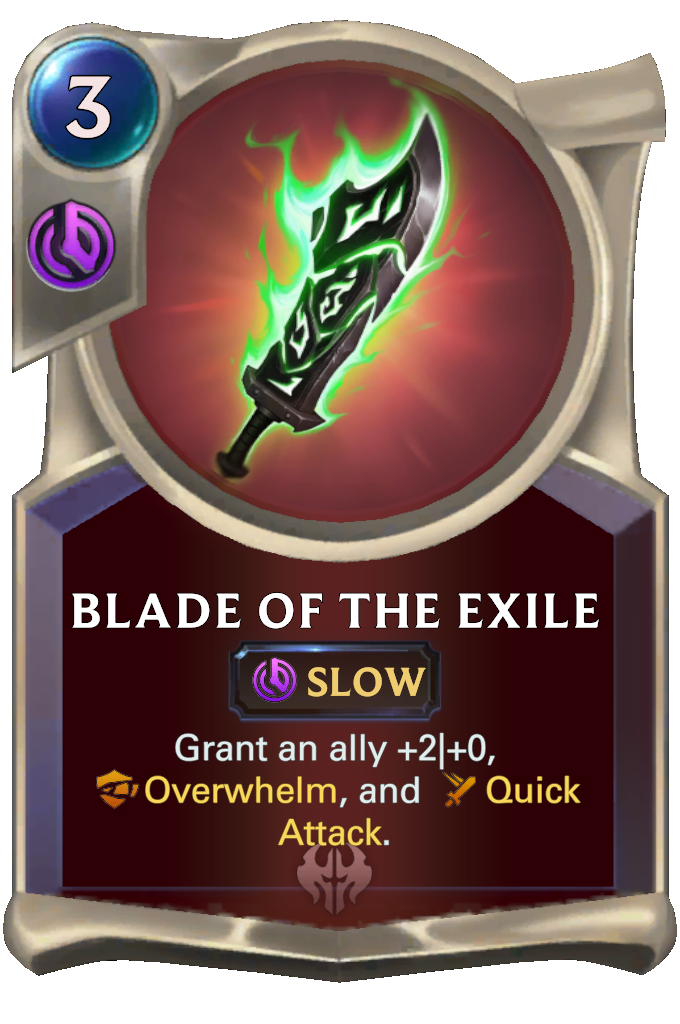 3
BLADE OF THE EXILE
SLOW
Grant an ally +2|+0,
Overwhelm, and Quick
Attack.